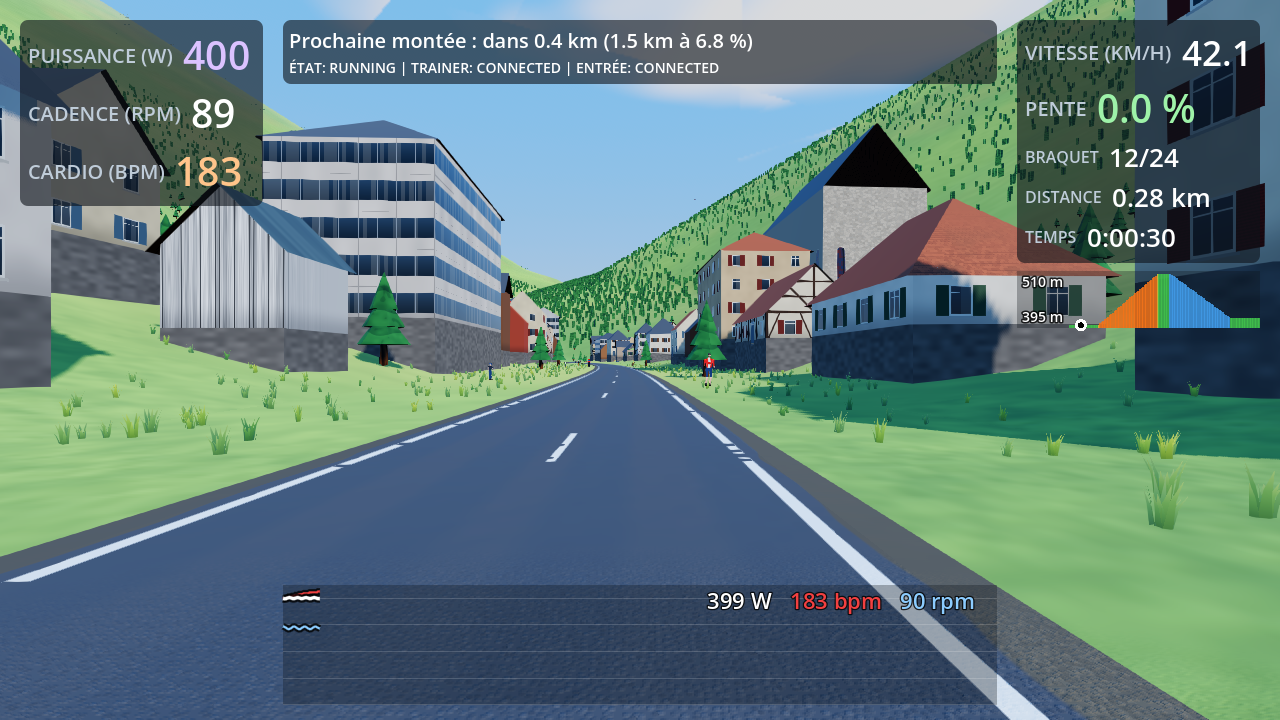 PUISSANCE (W) 400
CADENCE (RPM) 89
CARDIO (BPM) 183
Prochaine montée : dans 0.4 km (1.5 km à 6.8 %)
ÉTAT: RUNNING | TRAINER: CONNECTED | ENTRÉE: CONNECTED
VITESSE (KM/H) 42.1
PENTE 0.0 %
BRAQUET 12/24
DISTANCE 0.28 km
TEMPS 0:00:30
510 m
395 m
399 W 183 bpm 90 rpm